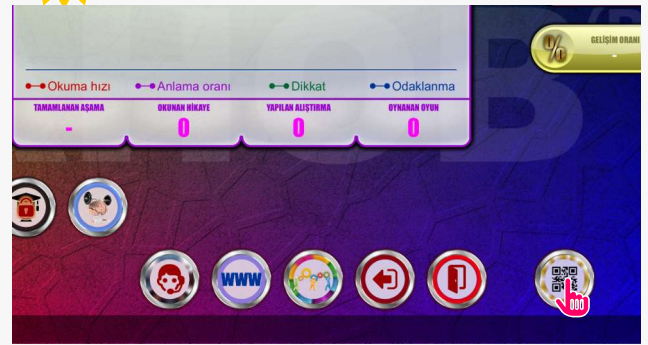 % GELİŞİM ORANI
-
Okuma hızı Anlama oranı Dikkat Odaklanma
TAMAMLANAN AŞAMA OKUNAN HİKAYE YAPILAN ALIŞTIRMA OYNANAN OYUN
- 0 0 0
WWW